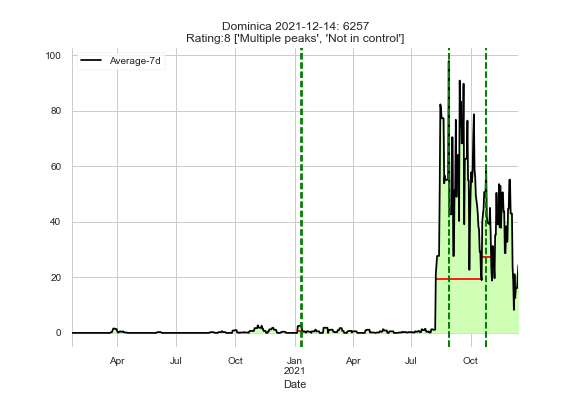 Dominica 2021-12-14: 6257
Rating:8 ['Multiple peaks', 'Not in control']
Average-7d
100
80
60
40
20
0
Apr Jul Oct Jan Apr Jul Oct
2021
Date